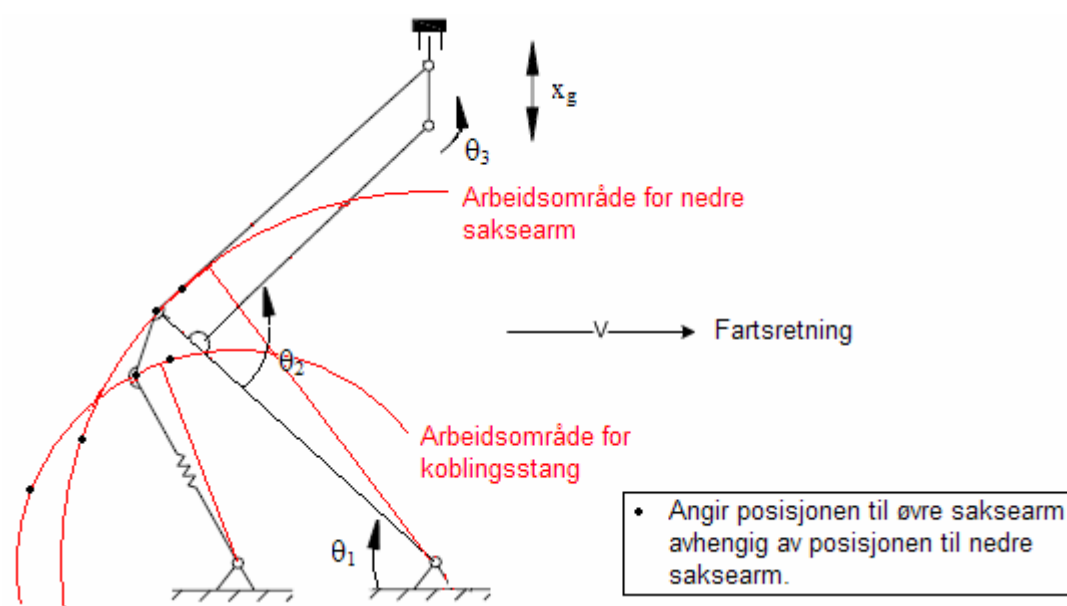 x_g
θ3
Arbeidsområde for nedre
saksearm
V
Fartsretning
θ2
Arbeidsområde for
koblingsstang
θ1
• Angir posisjonen til øvre saksearm
avhengig av posisjonen til nedre
saksearm.